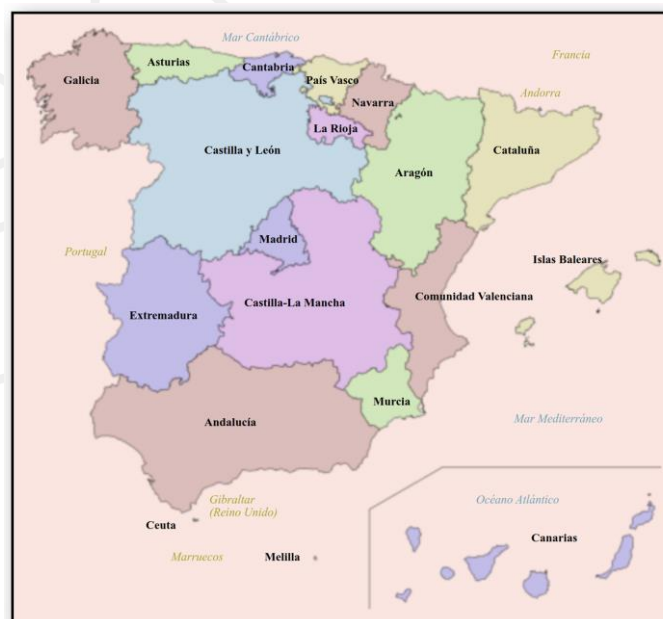 Mar Cantábrico
Francia
Asturias
Cantabria
País Vasco
Galicia
Andorra
Navarra
La Rioja
Castilla y León
Cataluña
Aragón
Madrid
Portugal
Islas Baleares
Castilla-La Mancha
Comunidad Valenciana
Extremadura
Murcia
Andalucía
Mar Mediterráneo
Gibraltar
(Reino Unido)
Océano Atlántico
Ceuta
Canarias
Marruecos
Melilla